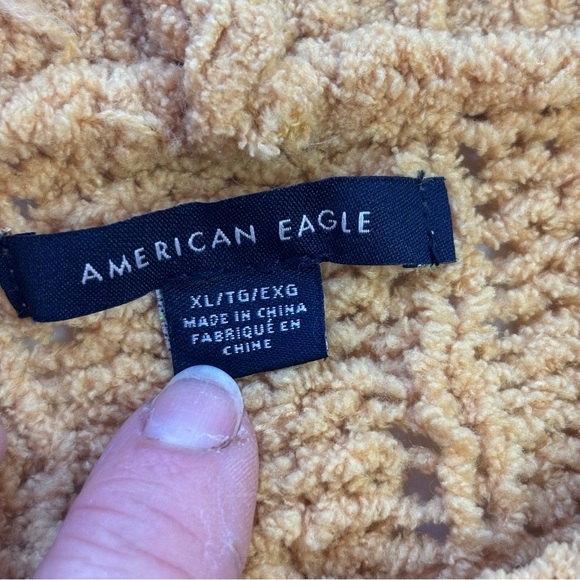 AMERICAN EAGLE
XL/TG/EXG
MADE IN CHINA
FABRIQUÉ EN
CHINE